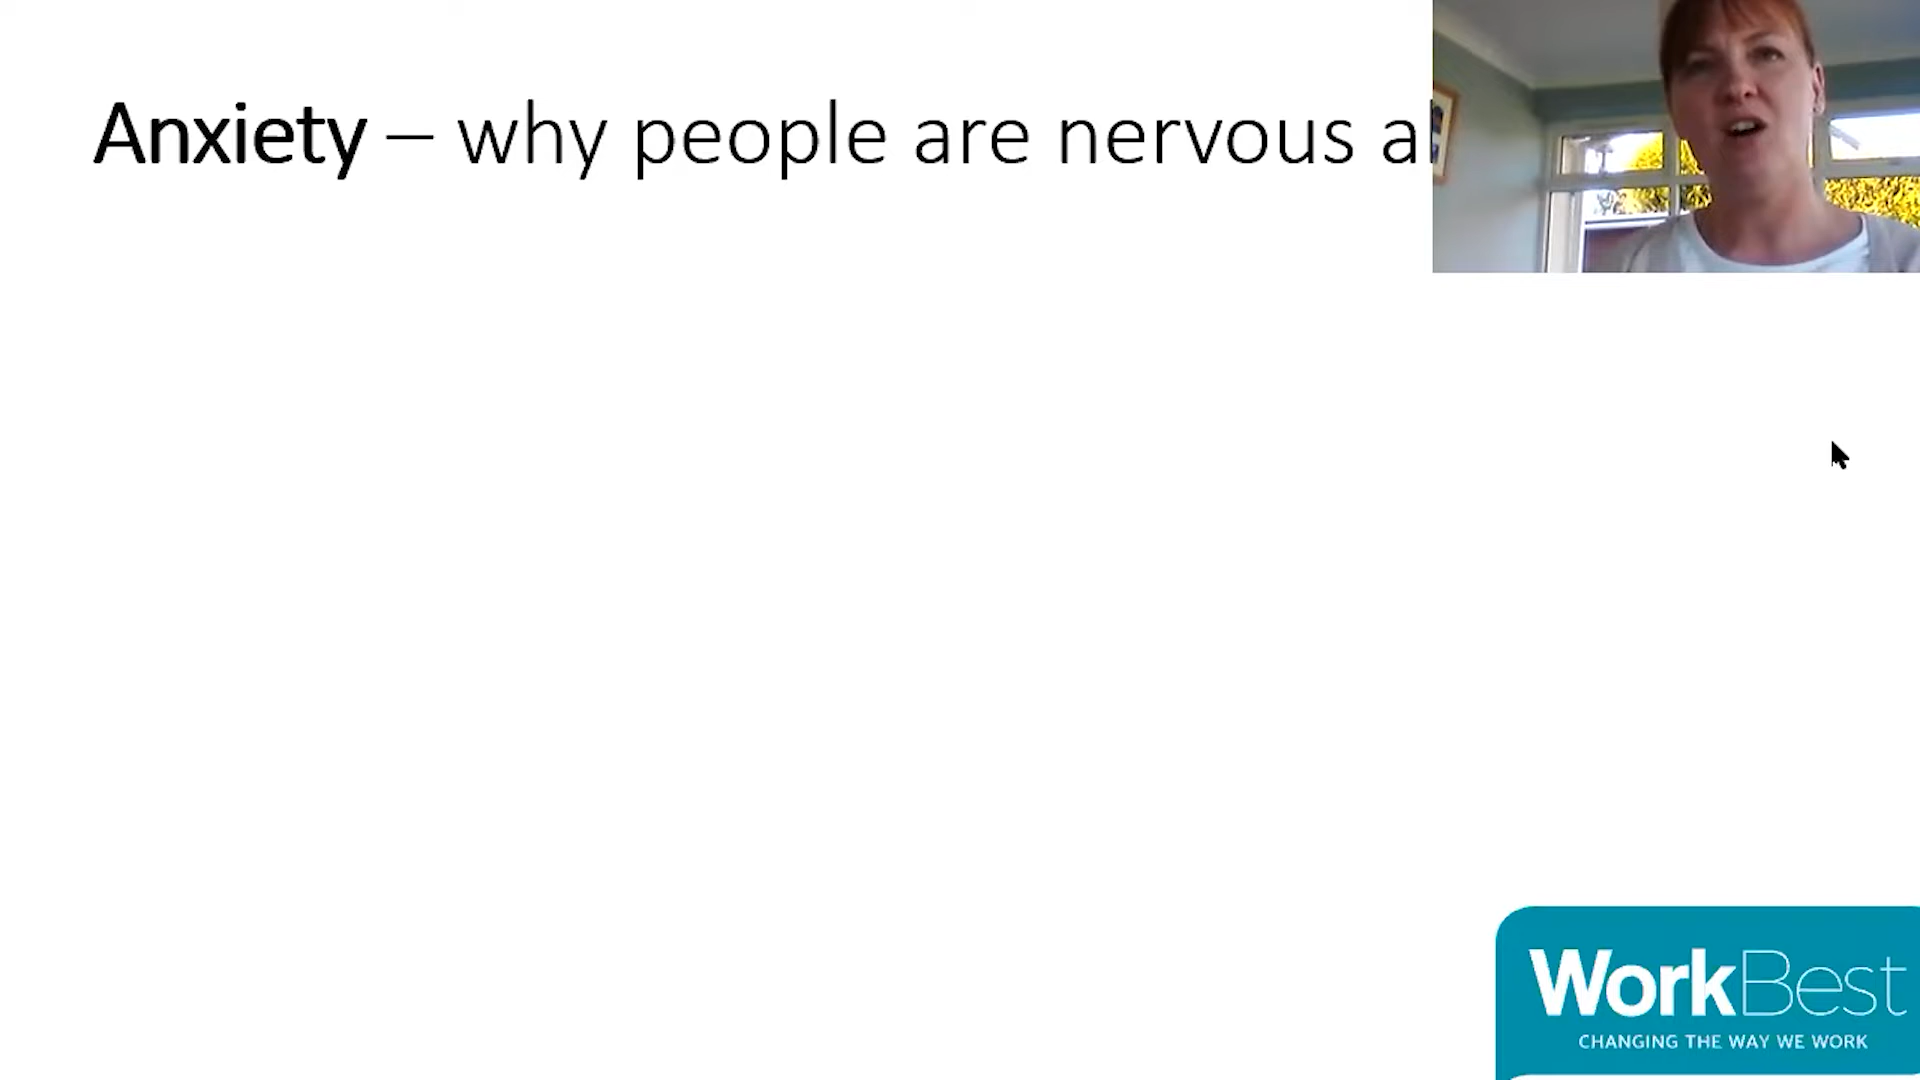 Anxiety – why people are nervous
WorkBest
CHANGING THE WAY WE WORK